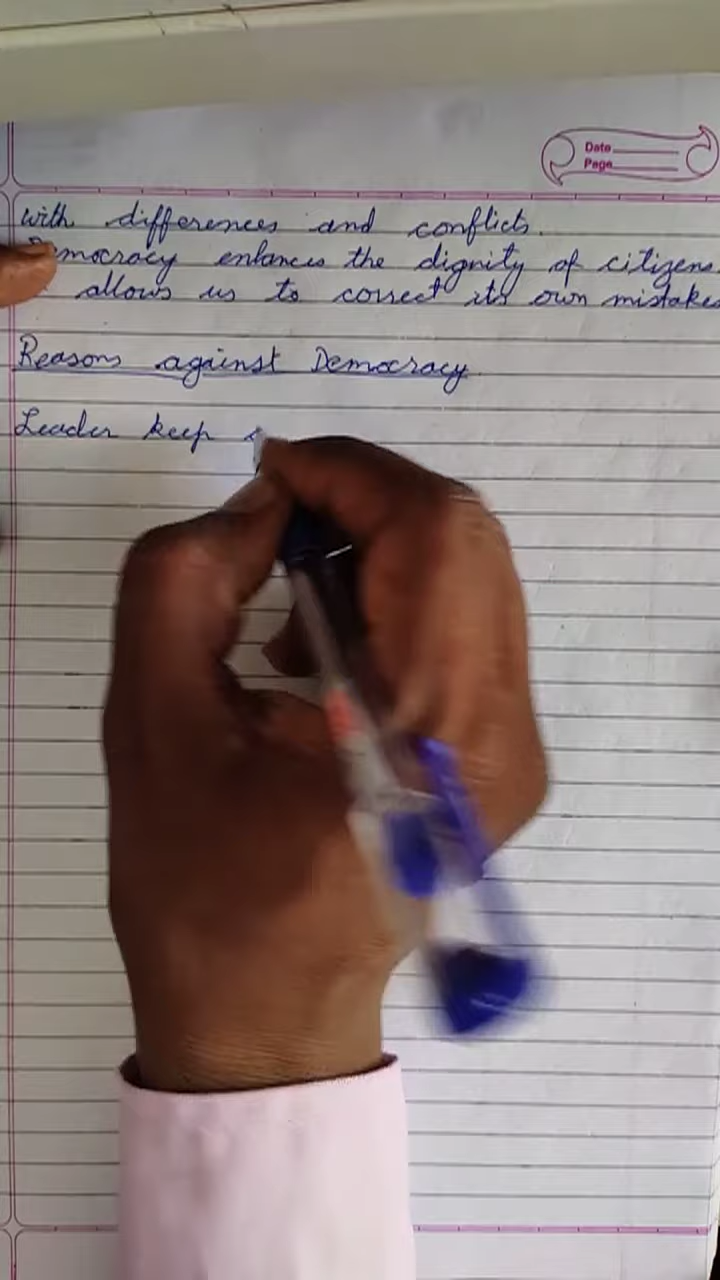 Date
Page
with differences and conflicts.
Democracy enhances the dignity of citizens.
allows us to correct its own mistakes
Reasons against Democracy
Leader keep